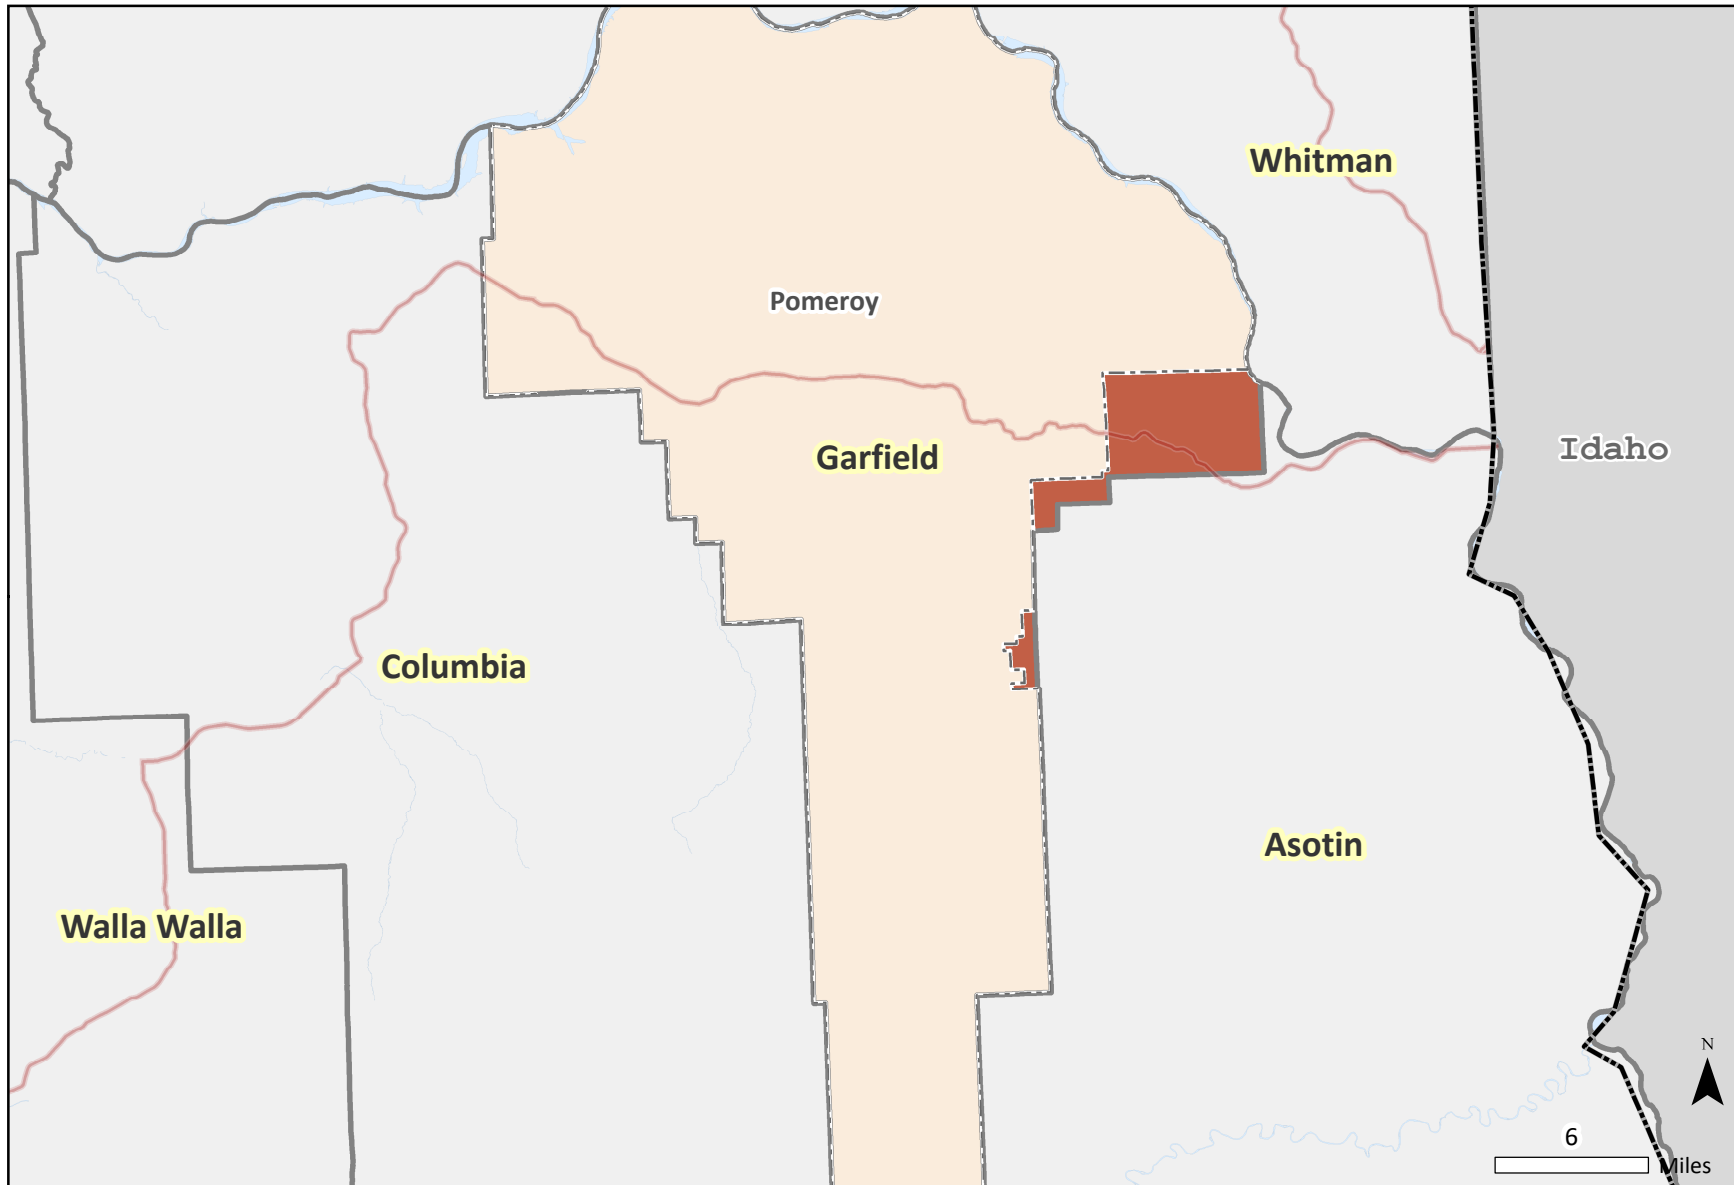 Whitman
Pomeroy
Garfield
Idaho
Columbia
Asotin
Walla Walla
N
6
Miles